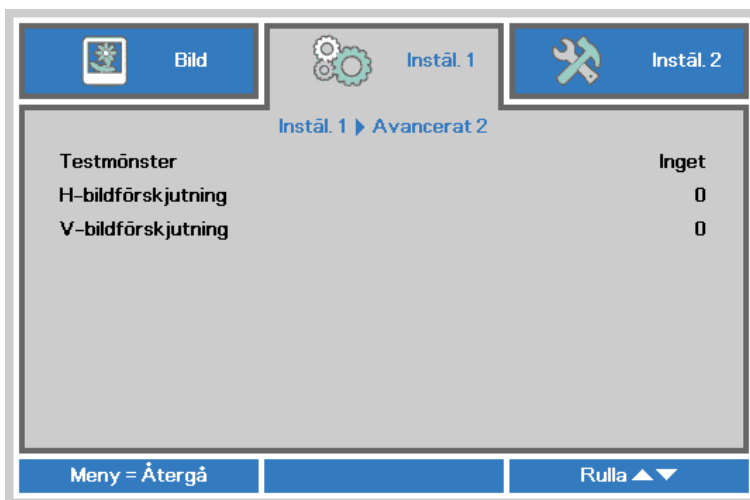 Bild
Instäl. 1
Instäl. 2
Instäl. 1 ▶ Avancerat 2
Testmönster Inget
H-bildförskjutning 0
V-bildförskjutning 0
Meny = Återgå
Rulla ▲▼